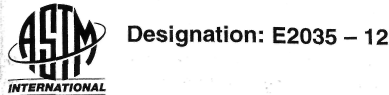 ASTM
INTERNATIONAL
Designation: E2035 – 12